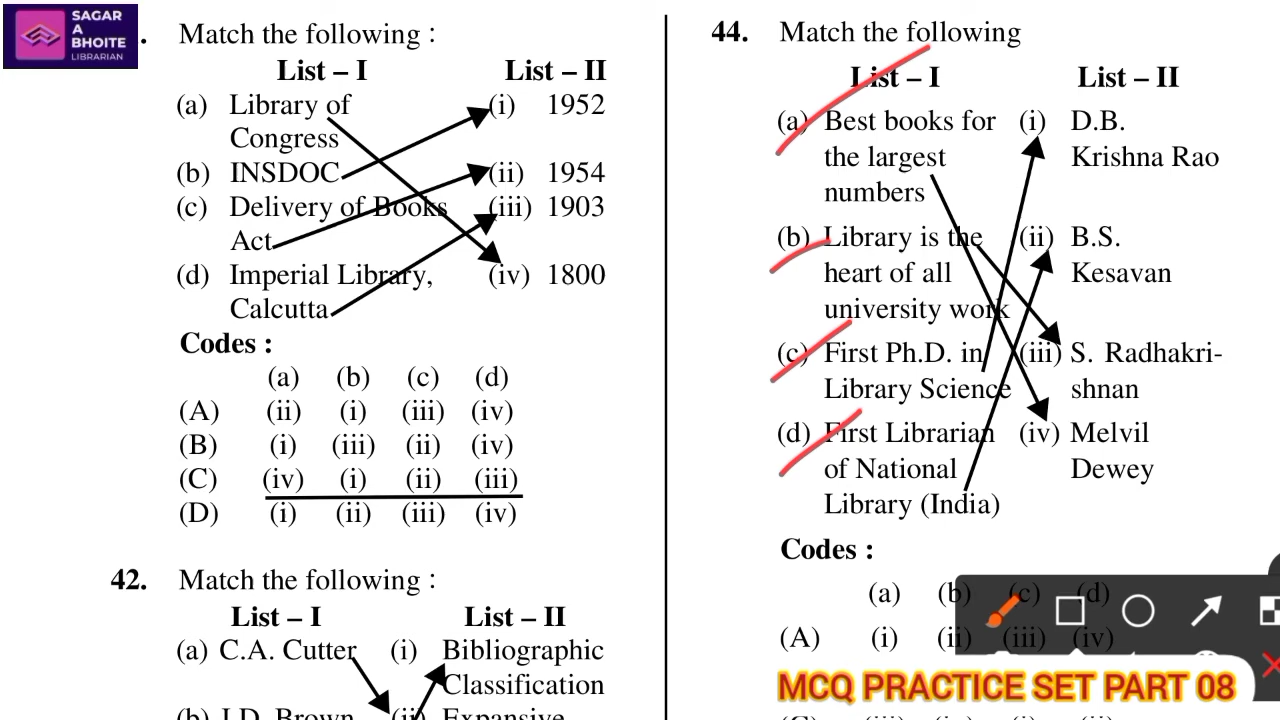 SAGAR
A
BHOITE
LIBRARIAN
. Match the following :
List – I List – II
(a) Library of (i) 1952
Congress
(b) INSDOC (ii) 1954
(c) Delivery of Books (iii) 1903
Act
(d) Imperial Library, (iv) 1800
Calcutta
Codes :
(a) (b) (c) (d)
(A) (ii) (i) (iii) (iv)
(B) (i) (iii) (ii) (iv)
(C) (iv) (i) (ii) (iii)
(D) (i) (ii) (iii) (iv)
42. Match the following :
List – I List – II
(a) C.A. Cutter (i) Bibliographic
Classification
(b) J.D. Brown (ii) Expansive
44. Match the following
List – I List – II
(a) Best books for (i) D.B.
the largest Krishna Rao
numbers
(b) Library is the (ii) B.S.
heart of all Kesavan
university work
(c) First Ph.D. in (iii) S. Radhakri-
Library Science shnan
(d) First Librarian (iv) Melvil
of National Dewey
Library (India)
Codes :
(a) (b) (c) (d)
(A) (i) (ii) (iii) (iv)
MCQ PRACTICE SET PART 08